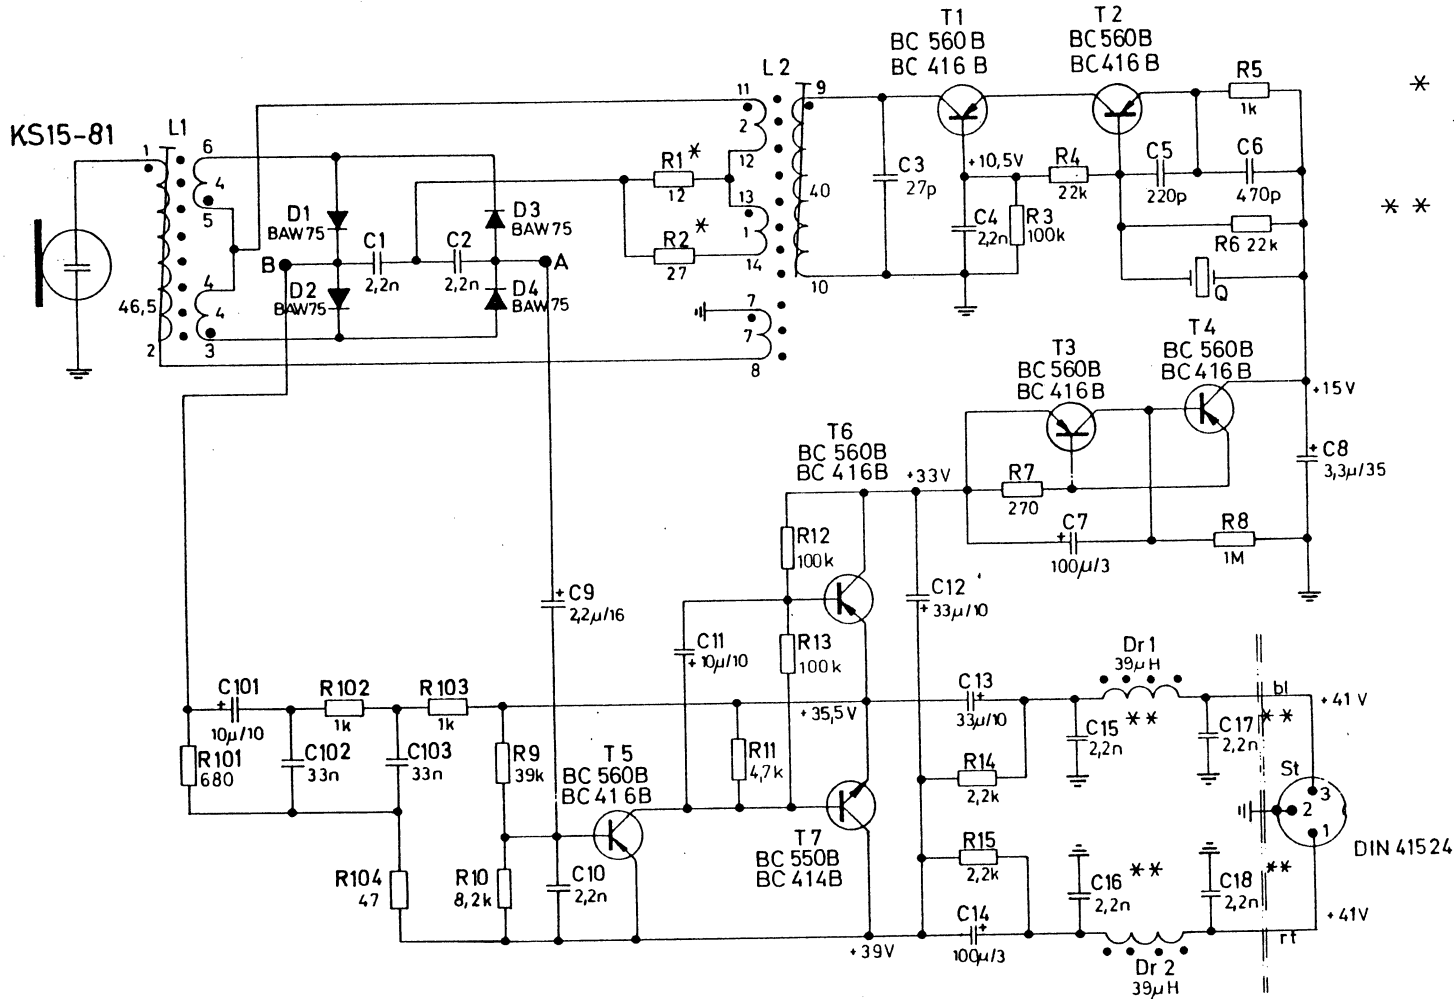 T1
BC 560 B
BC 416 B
T2
BC 560B
BC 416 B
R5
1k
*
KS15-81
L1
L2
1
6
4
5
4
4
3
46,5
2
11
2
12
13
1
14
7
7
8
9
40
10
R1 *
12
R2 *
27
D1
BAW75
D2
BAW75
D3
BAW75
D4
BAW75
B
A
C1
2,2n
C2
2,2n
C3
27p
+10,5V
C4
2,2n
R3
100k
R4
22k
C5
220p
C6
470p
R6 22k
Q
* *
T3
BC 560B
BC 416B
T4
BC 560B
BC 416B
+15V
C8
+
3,3µ/35
T6
BC 560B
BC 416B
+33V
R7
270
C7
+
100µ/3
R8
1M
R12
100k
R13
100k
C12
+ 33µ/10
C9
+
2,2µ/16
C11
+ 10µ/10
C101
+
10µ/10
R102
1k
R103
1k
R101
680
C102
33n
C103
33n
R104
47
R9
39k
R10
8,2k
T5
BC 560B
BC 416B
C10
2,2n
R11
4,7k
+35,5V
T7
BC 550B
BC 414B
+39V
C13
+
33µ/10
R14
2,2k
R15
2,2k
C14
+
100µ/3
Dr1
39µH
* *
C15
2,2n
C17
2,2n
* *
bl
+41V
St
3
2
1
DIN 41524
C16
2,2n
* *
C18
2,2n
**
rt
+41V
Dr 2
39µH